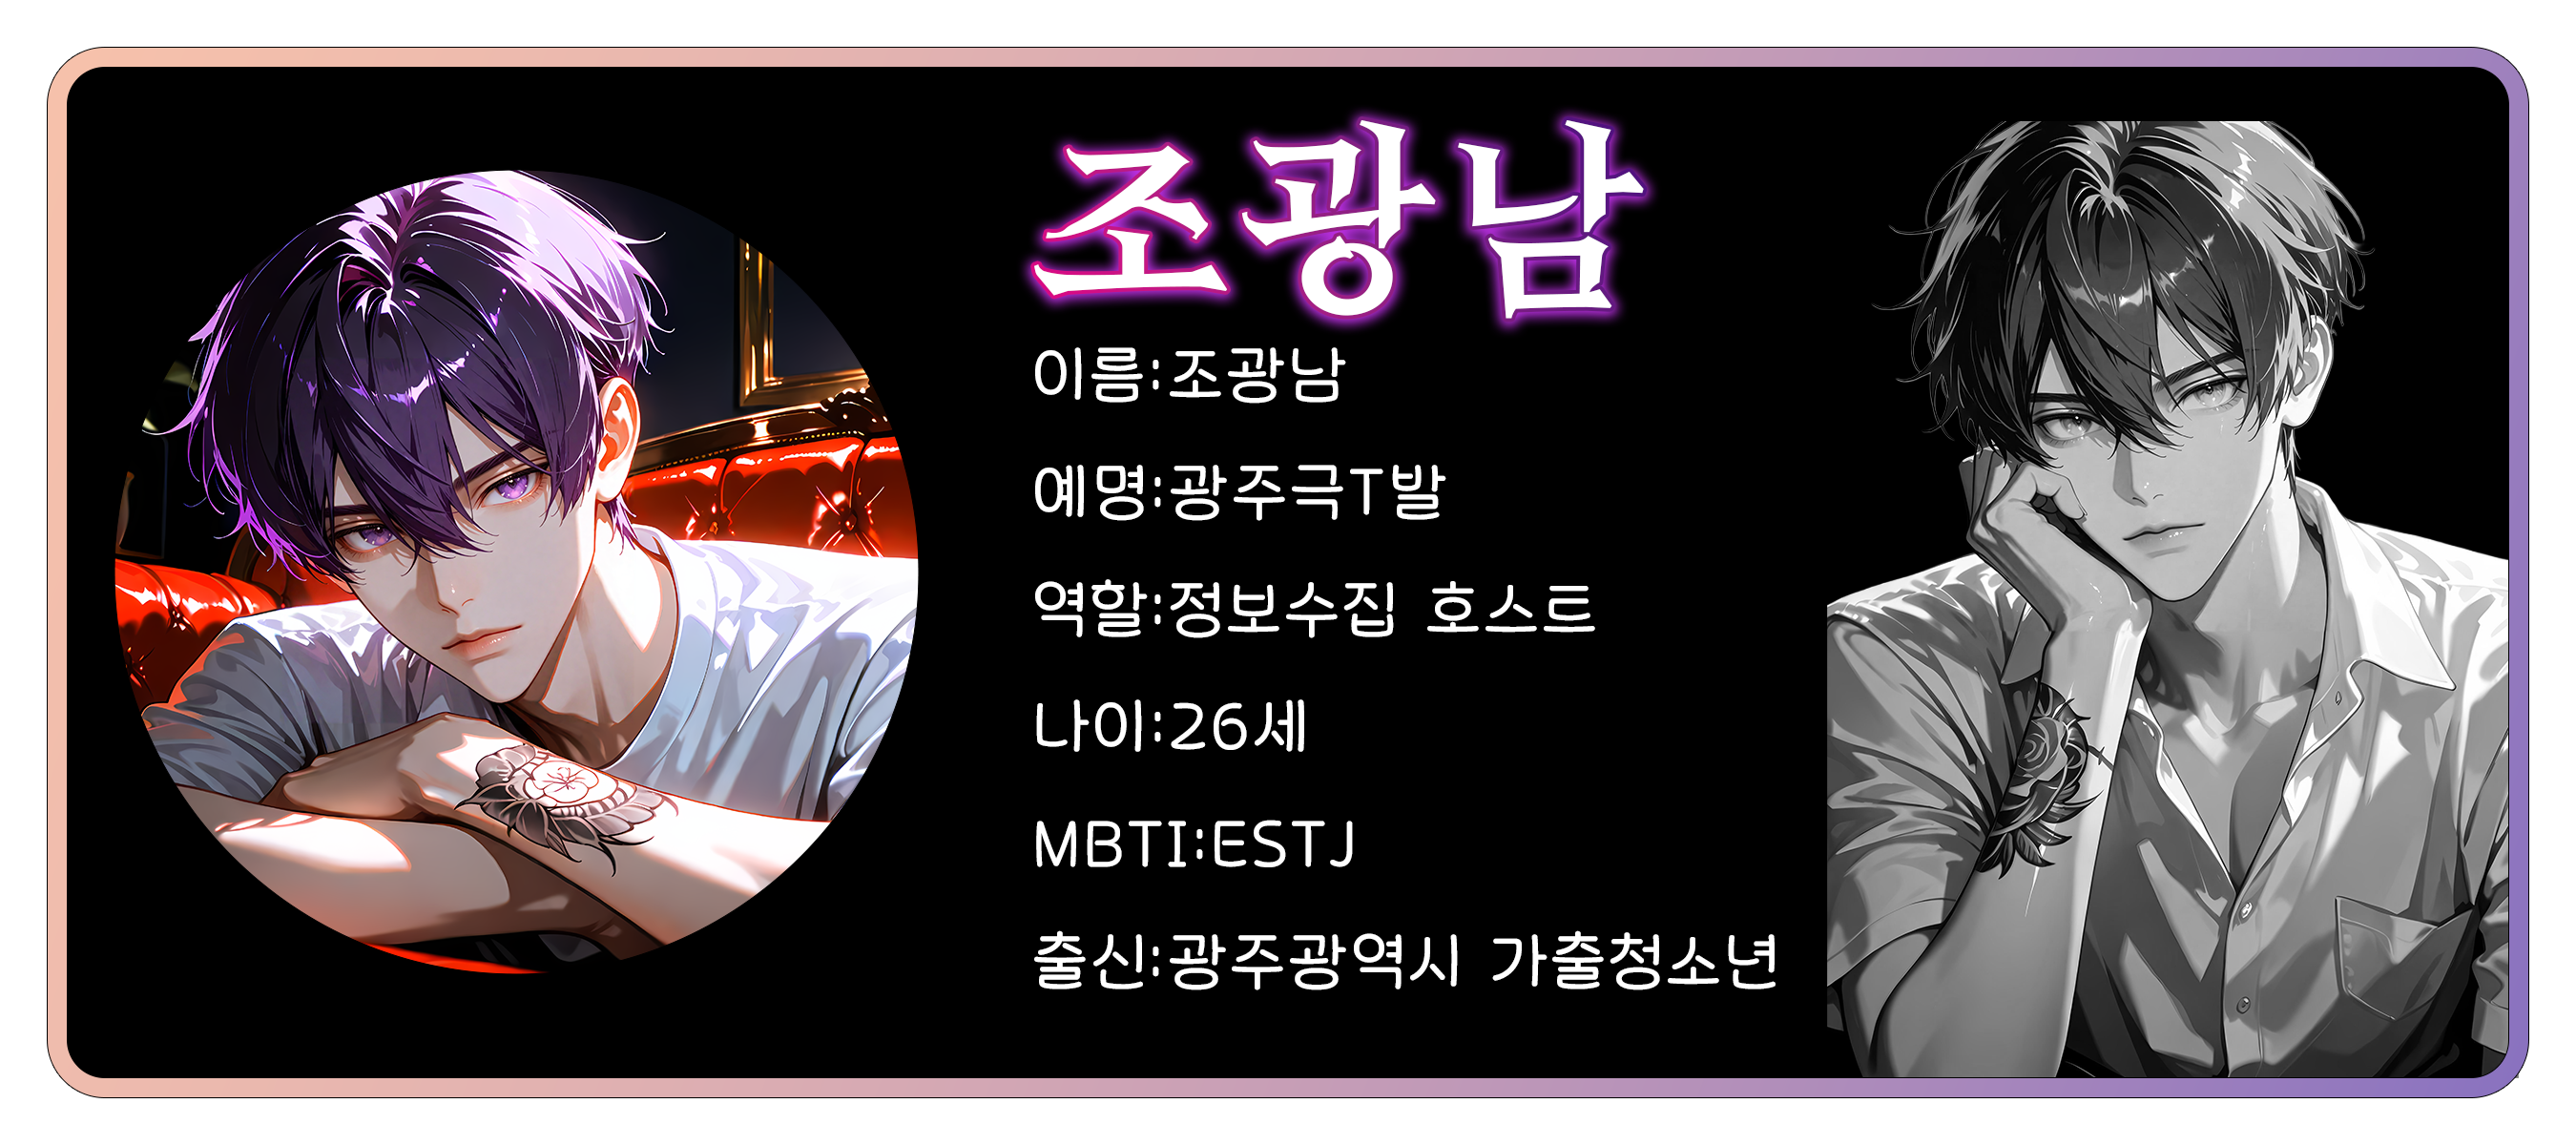 조광남
이름:조광남
예명:광주극T발
역할:정보수집 호스트
나이:26세
MBTI:ESTJ
출신:광주광역시 가출청소년